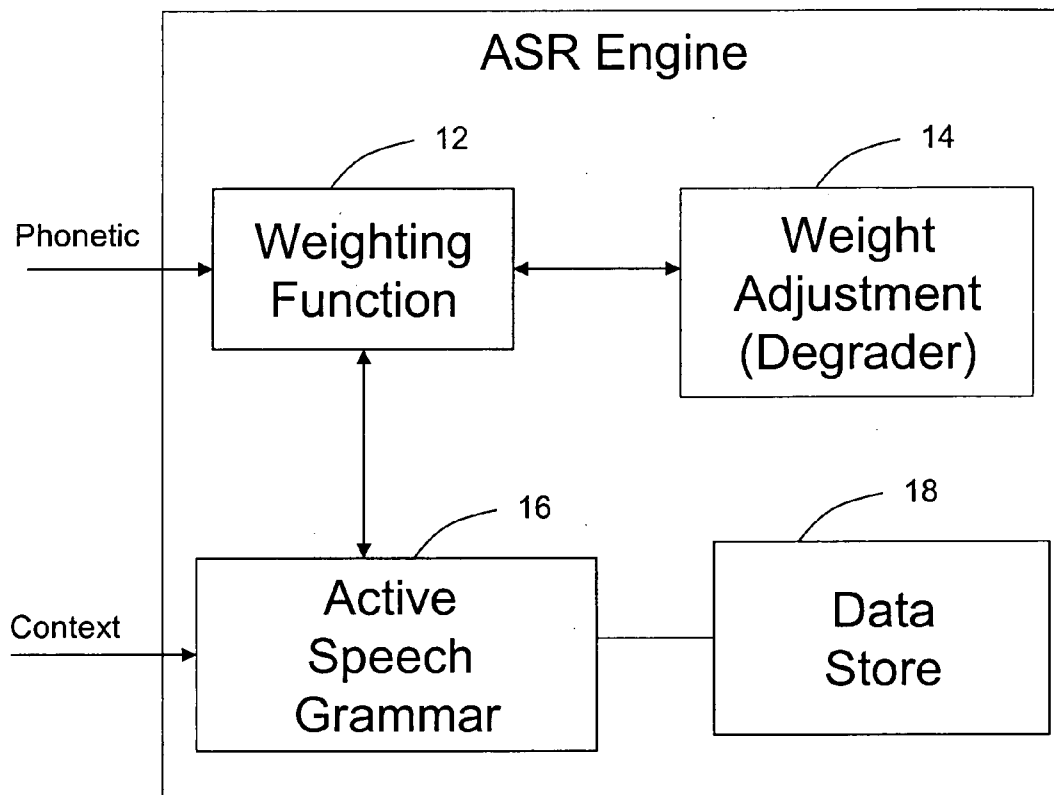 ASR Engine
12
14
Phonetic
Weighting
Function
Weight
Adjustment
(Degrader)
16
18
Context
Active
Speech
Grammar
Data
Store